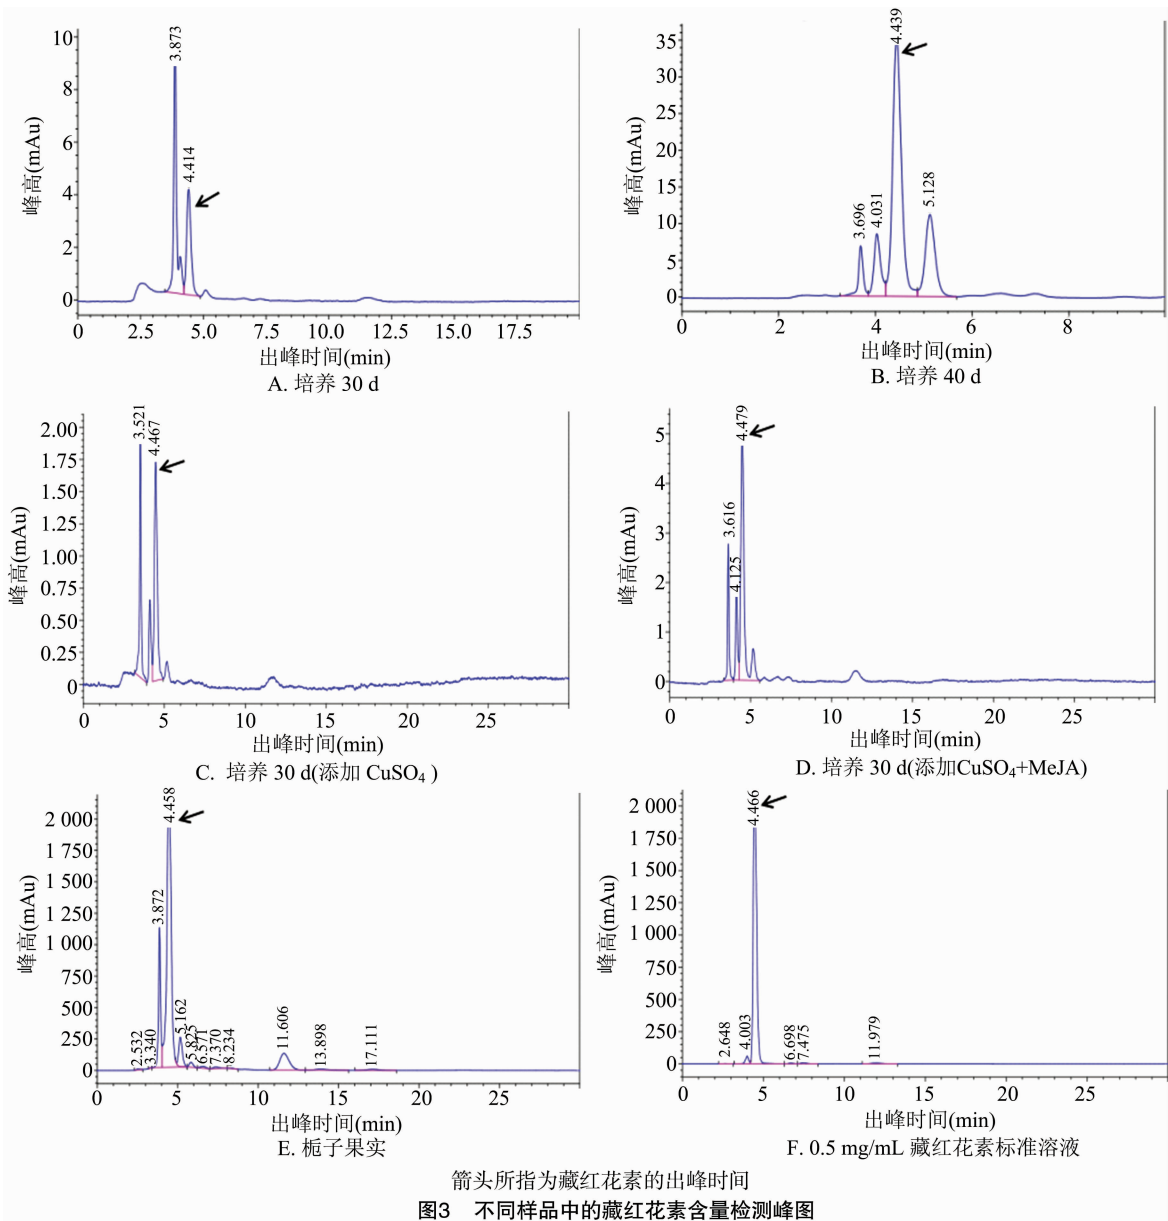 10
8
6
4
2
0
峰高(mAu)
3.873
4.414
0 2.5 5.0 7.5 10.0 12.5 15.0 17.5
出峰时间(min)
A. 培养 30 d
35
30
25
20
15
10
5
0
峰高(mAu)
3.696
4.031
4.439
5.128
0 2 4 6 8
出峰时间(min)
B. 培养 40 d
2.00
1.75
1.50
1.25
1.00
0.75
0.50
0.25
0
峰高(mAu)
3.521
4.467
0 5 10 15 20 25
出峰时间(min)
C. 培养 30 d(添加 CuSO₄ )
5
4
3
2
1
0
峰高(mAu)
3.616
4.125
4.479
0 5 10 15 20 25
出峰时间(min)
D. 培养 30 d(添加CuSO₄+MeJA)
2 000
1 750
1 500
1 250
1 000
750
500
250
0
峰高(mAu)
2.532
3.340
3.872
4.458
5.162
5.825
6.571
7.370
8.234
11.606
13.898
17.111
0 5 10 15 20 25
出峰时间(min)
E. 栀子果实
2 000
1 750
1 500
1 250
1 000
750
500
250
0
峰高(mAu)
2.648
4.003
4.466
6.698
7.475
11.979
0 5 10 15 20 25
出峰时间(min)
F. 0.5 mg/mL 藏红花素标准溶液
箭头所指为藏红花素的出峰时间
图3 不同样品中的藏红花素含量检测峰图